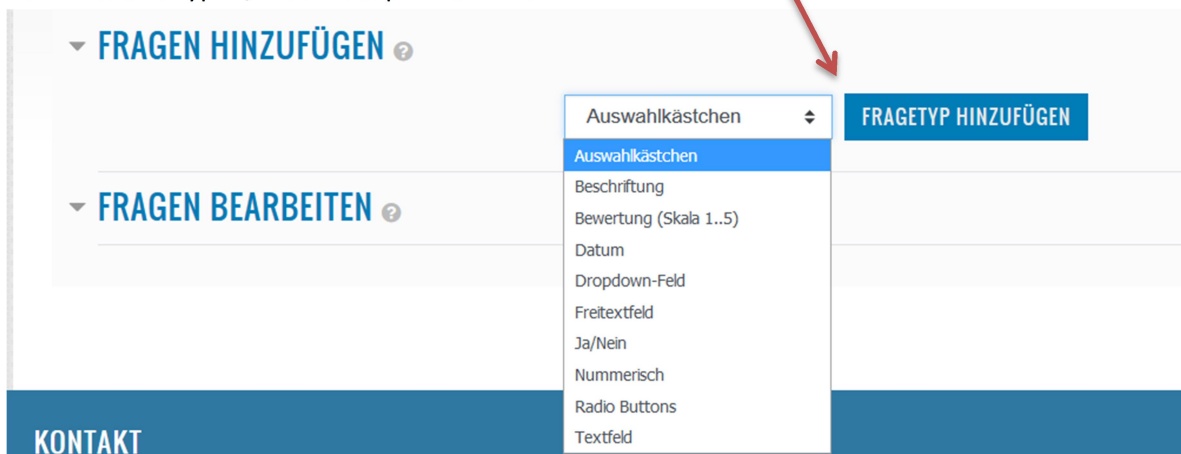 FRAGEN HINZUFÜGEN
Auswahlkästchen
FRAGETYP HINZUFÜGEN
Auswahlkästchen
Beschriftung
Bewertung (Skala 1..5)
Datum
Dropdown-Feld
Freitextfeld
Ja/Nein
Nummerisch
Radio Buttons
Textfeld
FRAGEN BEARBEITEN
KONTAKT